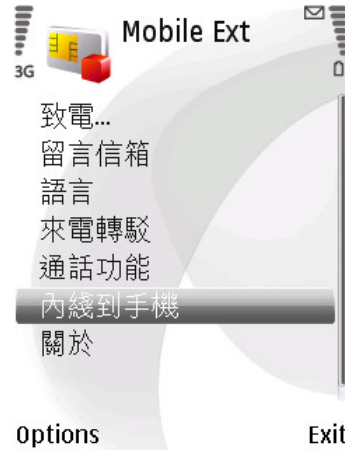 Mobile Ext
3G
致電...
留言信箱
語言
來電轉駁
通話功能
內綫到手機
關於
Options Exit